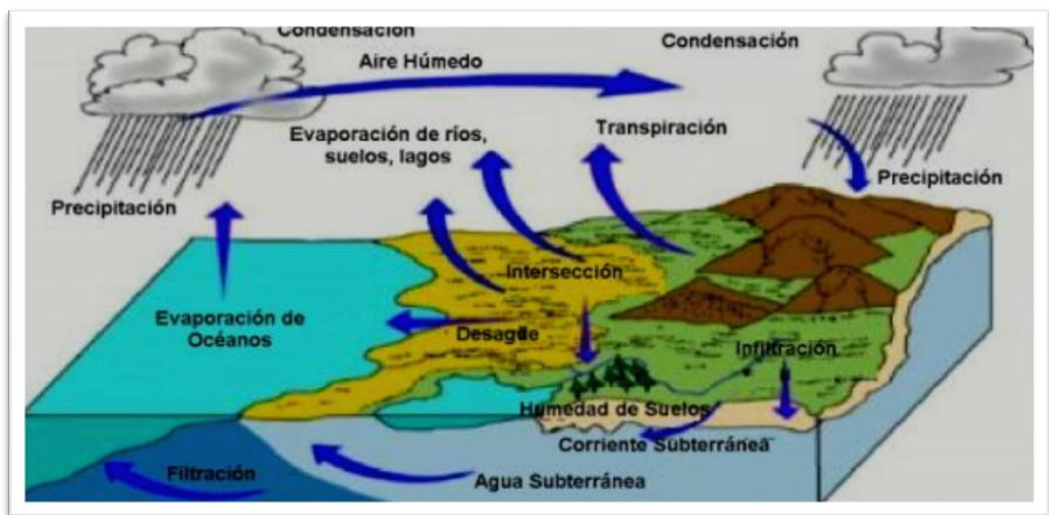 Condensación
Condensación
Aire Húmedo
Evaporación de ríos,
suelos, lagos
Transpiración
Precipitación
Precipitación
Intersección
Evaporación de
Océanos
Desague
Infiltración
Humedad de Suelos
Corriente Subterránea
Filtración
Agua Subterránea